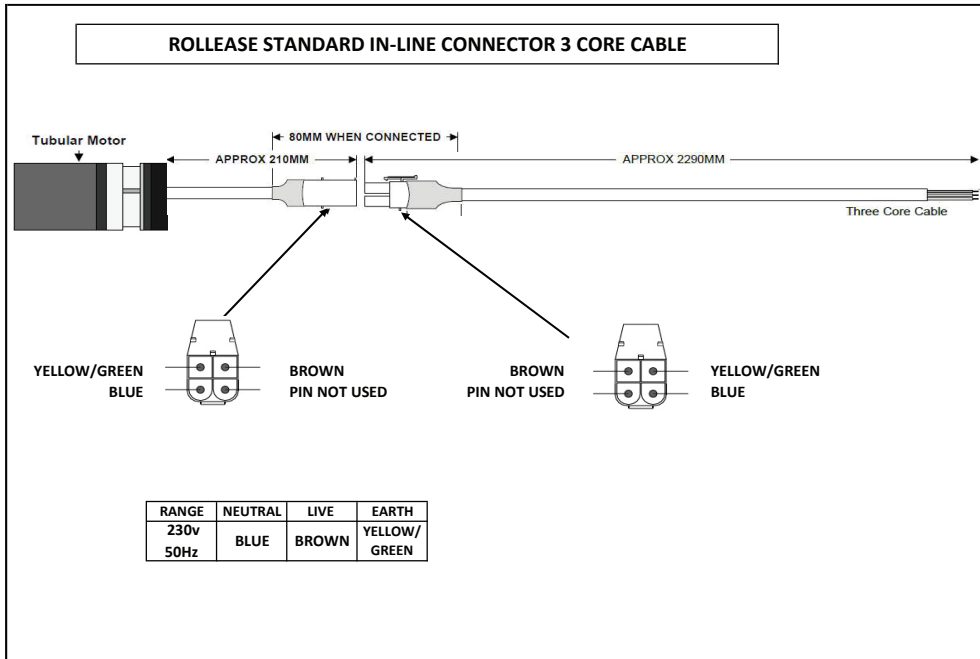 ROLLEASE STANDARD IN-LINE CONNECTOR 3 CORE CABLE
80MM WHEN CONNECTED
Tubular Motor
APPROX 210MM
APPROX 2290MM
Three Core Cable
YELLOW/GREEN
BROWN
BLUE
PIN NOT USED
BROWN
YELLOW/GREEN
PIN NOT USED
BLUE
RANGE NEUTRAL LIVE EARTH
230v BLUE BROWN YELLOW/
50Hz GREEN